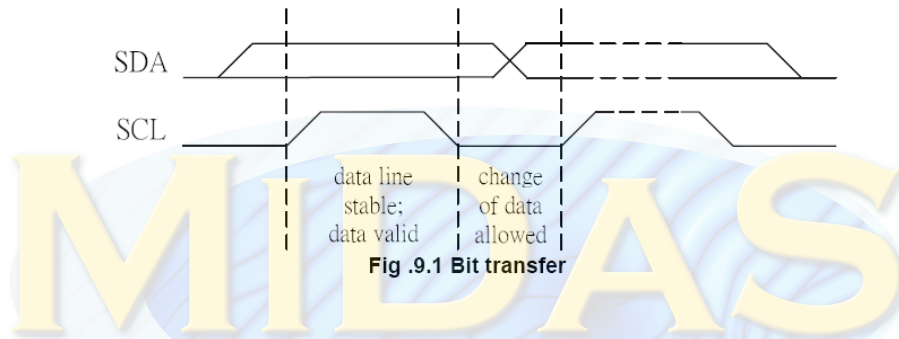 SDA
SCL
data line
stable;
data valid
change
of data
allowed
Fig .9.1 Bit transfer
MIDAS